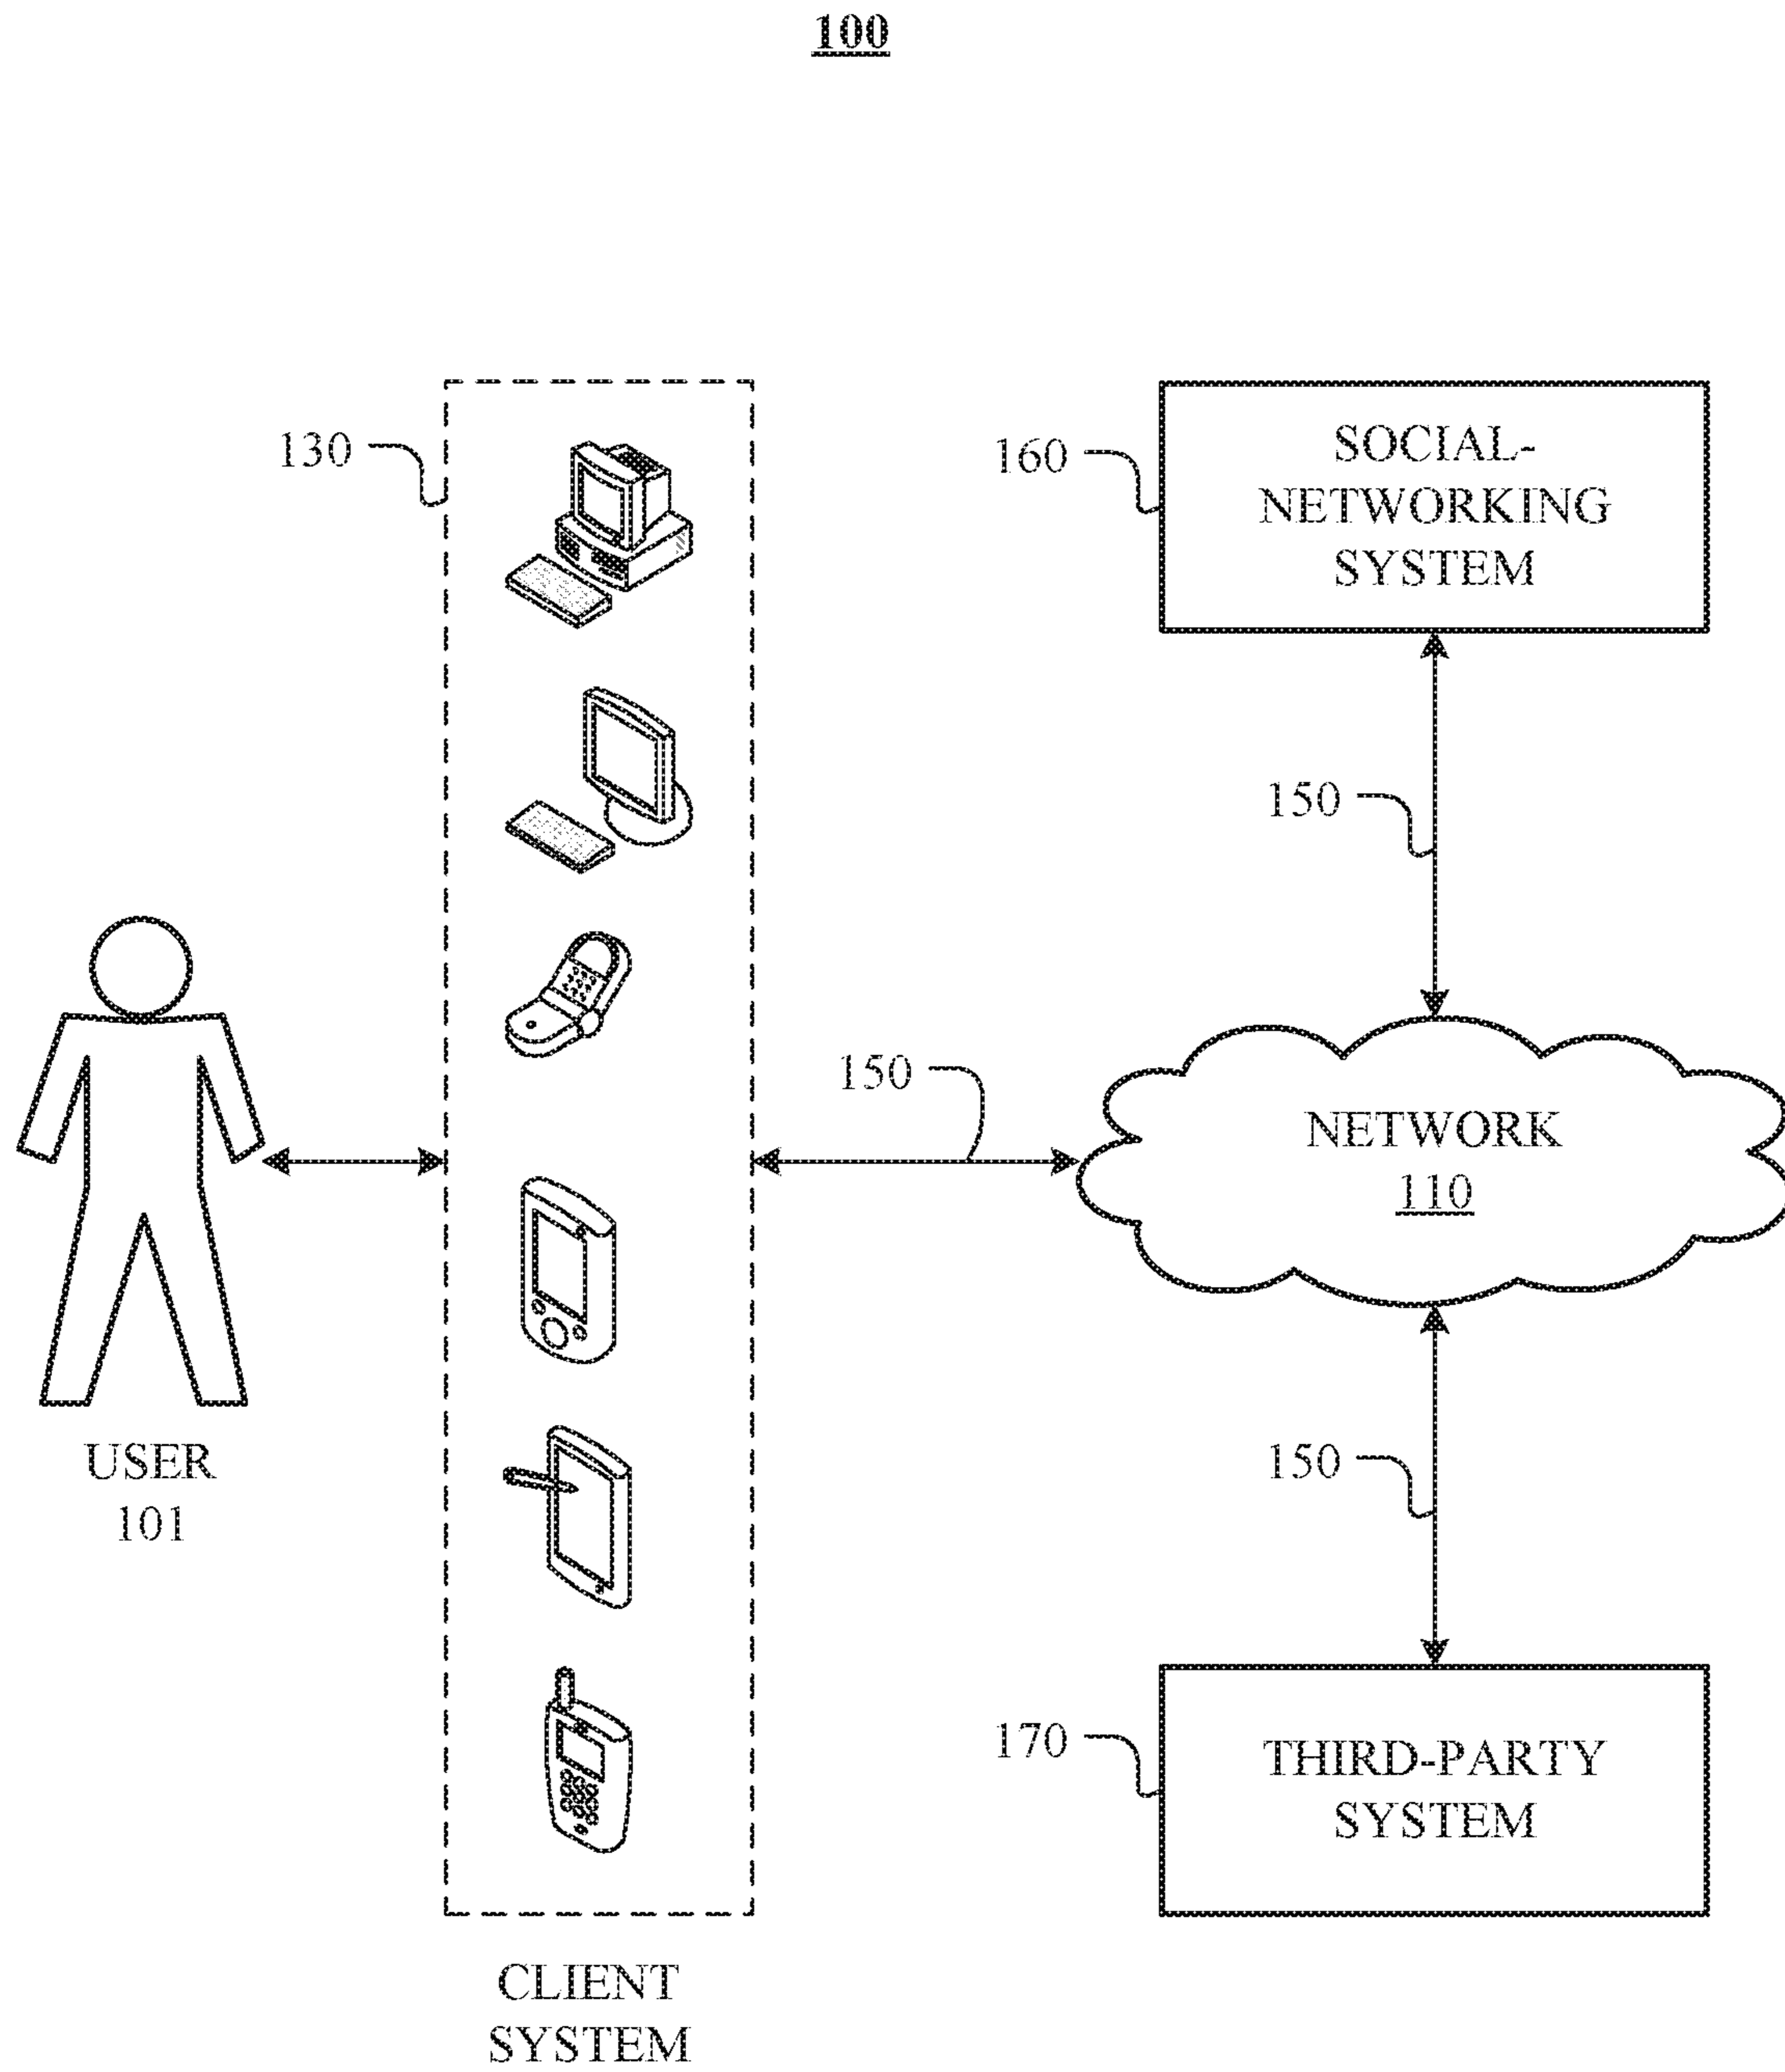 100
130
160
SOCIAL-
NETWORKING
SYSTEM
150
150
NETWORK
110
USER
101
150
170
THIRD-PARTY
SYSTEM
CLIENT
SYSTEM